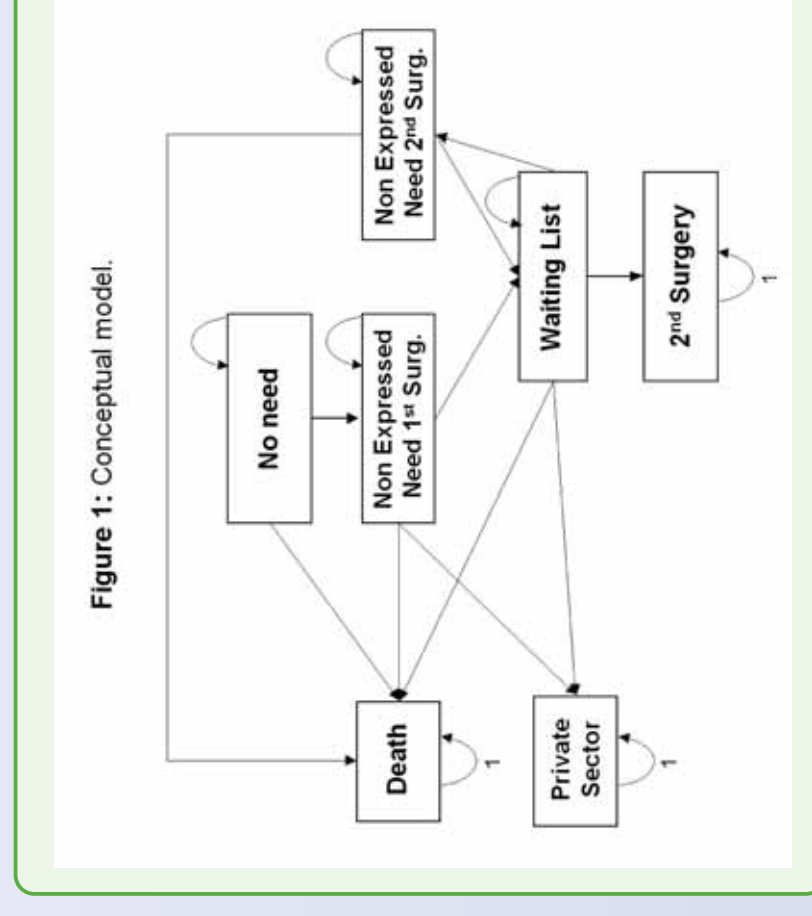 Figure 1: Conceptual model.
No need
Non Expressed
Need 1st Surg.
Non Expressed
Need 2nd Surg.
Death
1
Private
Sector
1
Waiting List
2nd Surgery
1